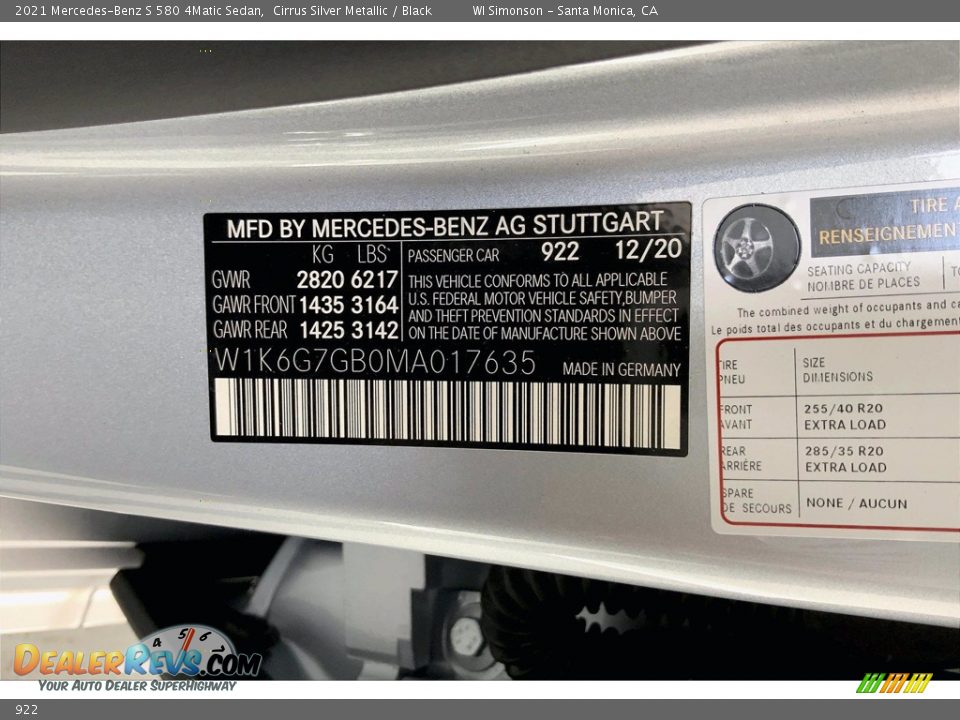 2021 Mercedes-Benz S 580 4Matic Sedan, Cirrus Silver Metallic / Black WI Simonson - Santa Monica, CA
MFD BY MERCEDES-BENZ AG STUTTGART
KG LBS PASSENGER CAR 922 12/20
GVWR 2820 6217
GAWR FRONT 1435 3164
GAWR REAR 1425 3142
THIS VEHICLE CONFORMS TO ALL APPLICABLE
U.S. FEDERAL MOTOR VEHICLE SAFETY, BUMPER
AND THEFT PREVENTION STANDARDS IN EFFECT
ON THE DATE OF MANUFACTURE SHOWN ABOVE
W1K6G7GB0MA017635 MADE IN GERMANY
TIRE
SEATING CAPACITY
NOMBRE DE PLACES
The combined weight of occupants and
Le poids total des occupants et du chargement
TIRE SIZE
PNEU DIMENSIONS
FRONT 255/40 R20
AVANT EXTRA LOAD
REAR 285/35 R20
ARRIÈRE EXTRA LOAD
SPARE
DE SECOURS NONE / AUCUN
4 5 6
DEALERREVS.COM
YOUR AUTO DEALER SUPERHIGHWAY
922